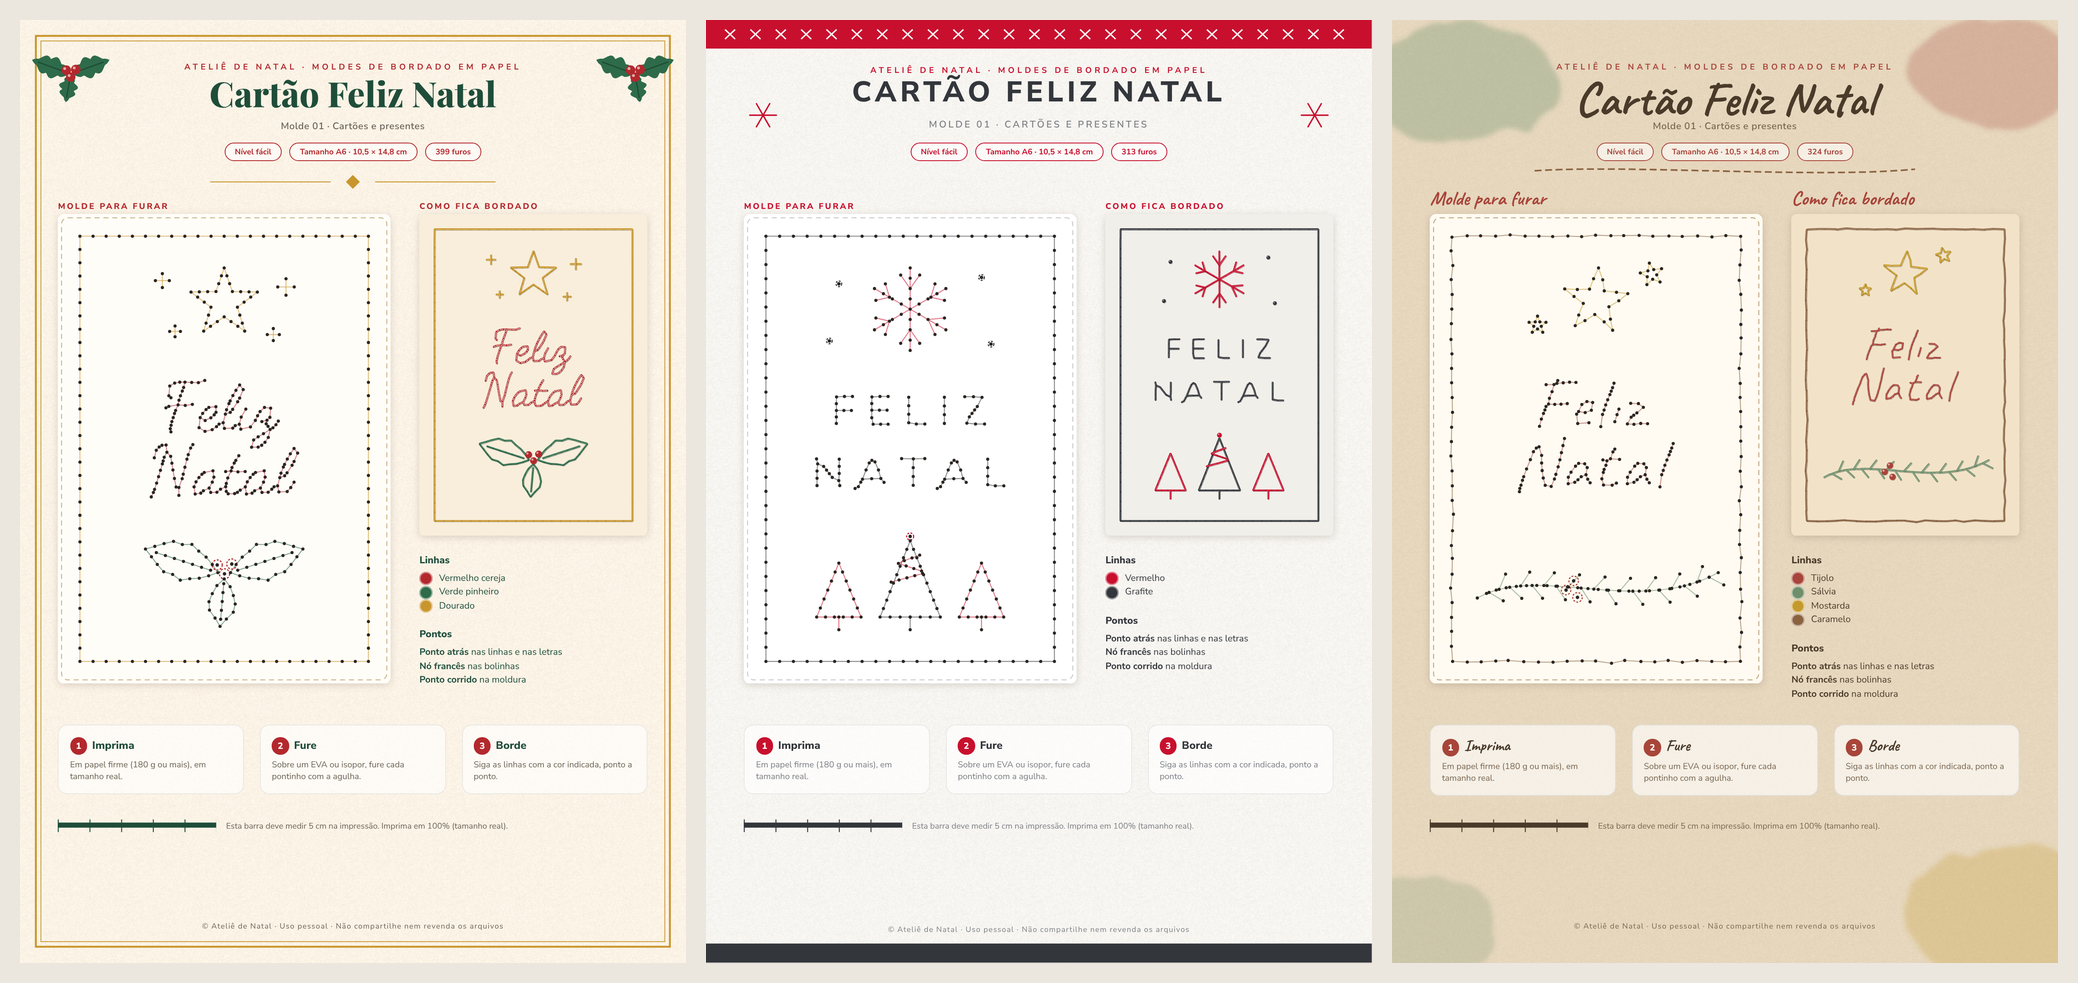 ATELIÊ DE NATAL · MOLDES DE BORDADO EM PAPEL
Cartão Feliz Natal
Molde 01 · Cartões e presentes
Nível fácil
Tamanho A6 · 10,5 × 14,8 cm
399 furos
MOLDE PARA FURAR
COMO FICA BORDADO
Feliz
Natal
Feliz
Natal
Linhas
Vermelho cereja
Verde pinheiro
Dourado
Pontos
Ponto atrás nas linhas e nas letras
Nó francês nas bolinhas
Ponto corrido na moldura
1 Imprima
Em papel firme (180 g ou mais), em
tamanho real.
2 Fure
Sobre um EVA ou isopor, fure cada
pontinho com a agulha.
3 Borde
Siga as linhas com a cor indicada, ponto a
ponto.
Esta barra deve medir 5 cm na impressão. Imprima em 100% (tamanho real).
© Ateliê de Natal · Uso pessoal · Não compartilhe nem revenda os arquivos
ATELIÊ DE NATAL · MOLDES DE BORDADO EM PAPEL
CARTÃO FELIZ NATAL
MOLDE 01 · CARTÕES E PRESENTES
Nível fácil
Tamanho A6 · 10,5 × 14,8 cm
313 furos
MOLDE PARA FURAR
COMO FICA BORDADO
FELIZ
NATAL
FELIZ
NATAL
Linhas
Vermelho
Grafite
Pontos
Ponto atrás nas linhas e nas letras
Nó francês nas bolinhas
Ponto corrido na moldura
1 Imprima
Em papel firme (180 g ou mais), em
tamanho real.
2 Fure
Sobre um EVA ou isopor, fure cada
pontinho com a agulha.
3 Borde
Siga as linhas com a cor indicada, ponto a
ponto.
Esta barra deve medir 5 cm na impressão. Imprima em 100% (tamanho real).
© Ateliê de Natal · Uso pessoal · Não compartilhe nem revenda os arquivos
ATELIÊ DE NATAL · MOLDES DE BORDADO EM PAPEL
Cartão Feliz Natal
Molde 01 · Cartões e presentes
Nível fácil
Tamanho A6 · 10,5 × 14,8 cm
324 furos
Molde para furar
Como fica bordado
Feliz
Natal
Feliz
Natal
Linhas
Tijolo
Sálvia
Mostarda
Caramelo
Pontos
Ponto atrás nas linhas e nas letras
Nó francês nas bolinhas
Ponto corrido na moldura
1 Imprima
Em papel firme (180 g ou mais), em
tamanho real.
2 Fure
Sobre um EVA ou isopor, fure cada
pontinho com a agulha.
3 Borde
Siga as linhas com a cor indicada, ponto a
ponto.
Esta barra deve medir 5 cm na impressão. Imprima em 100% (tamanho real).
© Ateliê de Natal · Uso pessoal · Não compartilhe nem revenda os arquivos